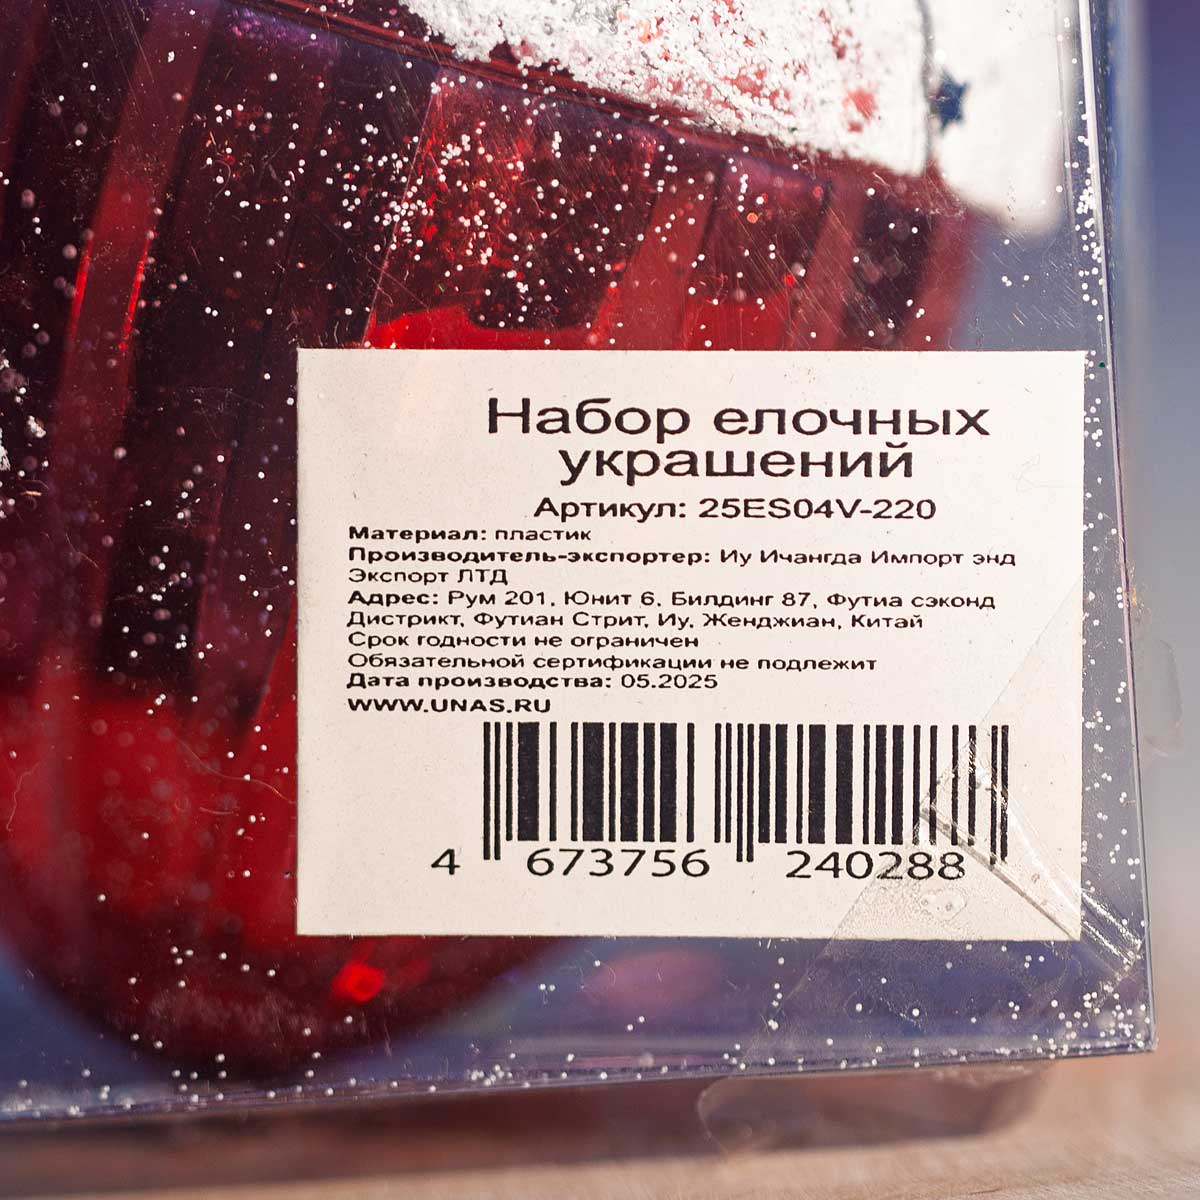 Набор елочных
украшений
Артикул: 25ES04V-220
Материал: пластик
Производитель-экспортер: Иу Ичангда Импорт энд
Экспорт ЛТД
Адрес: Рум 201, Юнит 6, Билдинг 87, Футиа сэконд
Дистрикт, Футиан Стрит, Иу, Женджиан, Китай
Срок годности не ограничен
Обязательной сертификации не подлежит
Дата производства: 05.2025
WWW.UNAS.RU
4 673756 240288